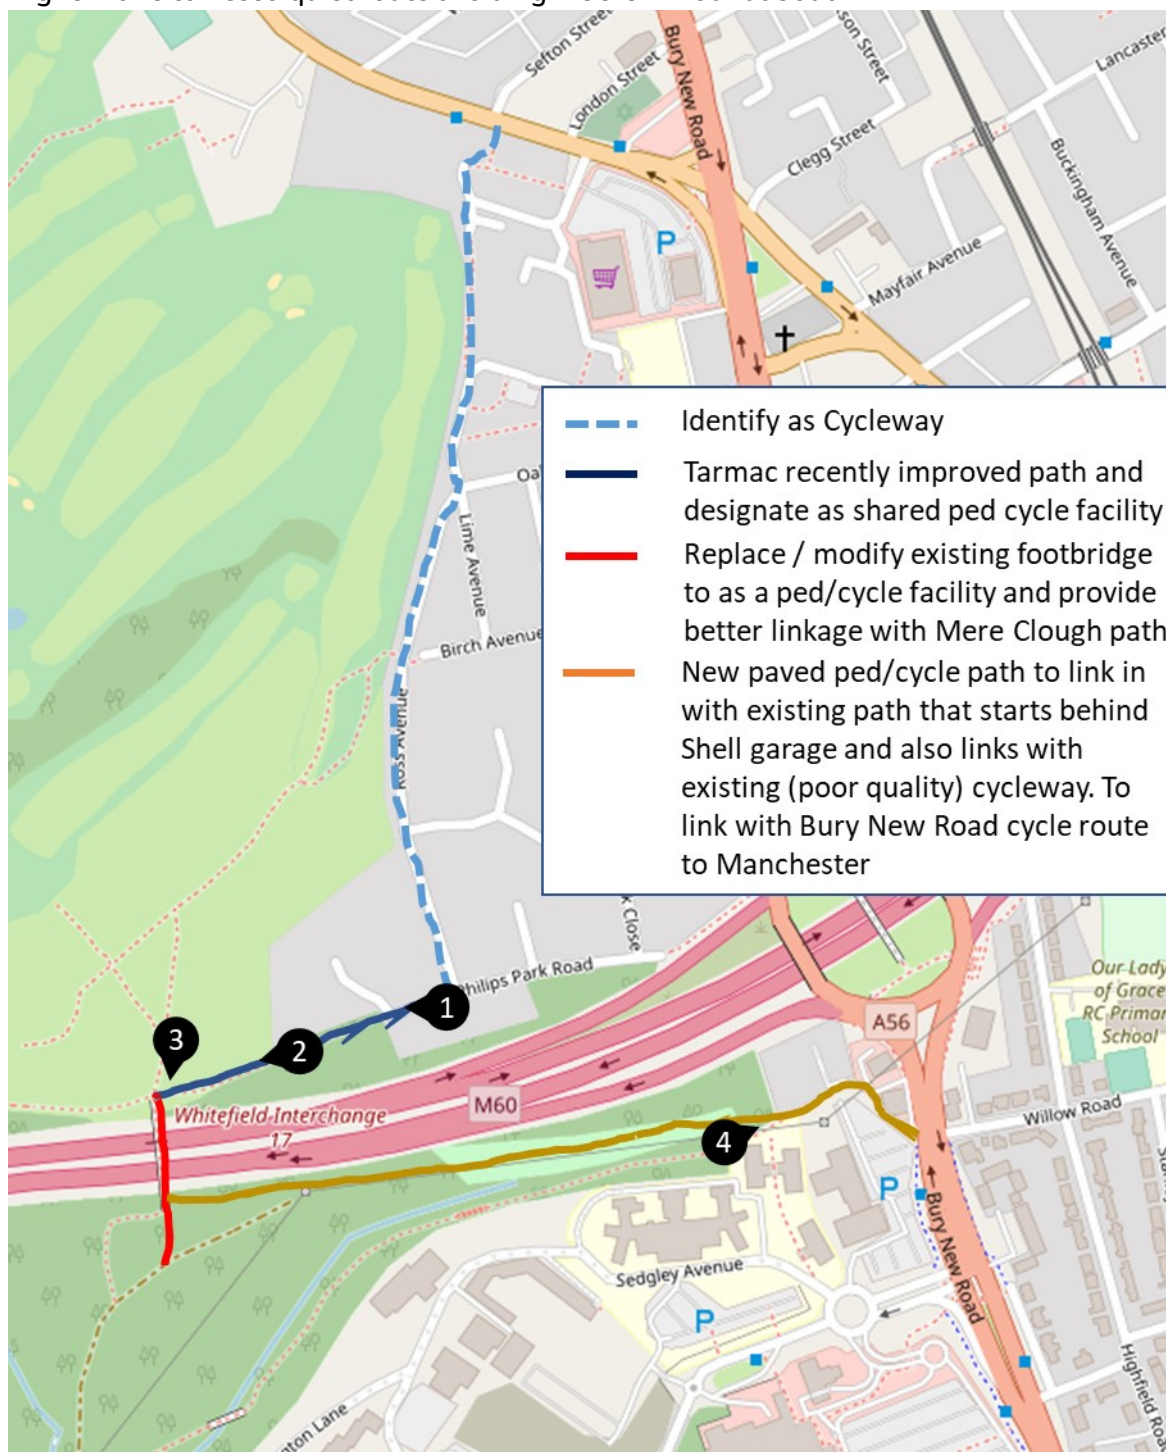 Sefton Street
London Street
Bury New Road
Clegg Street
Lancaster
Buckingham Avenue
P
Mayfair Avenue
Identify as Cycleway
Tarmac recently improved path and
designate as shared ped cycle facility
Replace / modify existing footbridge
to as a ped/cycle facility and provide
better linkage with Mere Clough path
New paved ped/cycle path to link in
with existing path that starts behind
Shell garage and also links with
existing (poor quality) cycleway. To
link with Bury New Road cycle route
to Manchester
Oa
Lime Avenue
Birch Avenue
Ross Avenue
k Close
Philips Park Road
1
2
3
Whitefield Interchange
17
M60
A56
Our Lady
of Grace
RC Primar
School
Willow Road
4
P
Bury New Road
Sedgley Avenue
P
Highfield Roa
nton Lane